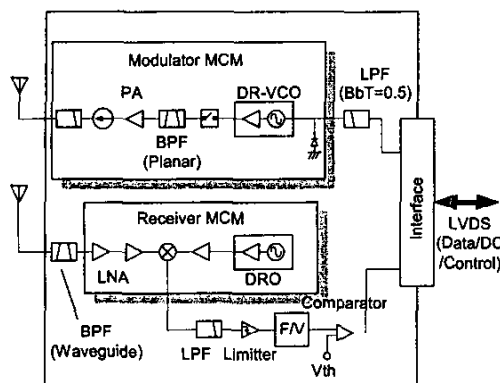 Modulator MCM
LPF
(BbT=0.5)
PA
DR-VCO
BPF
(Planar)
Interface
LVDS
(Data/DC
/Control)
Receiver MCM
LNA
DRO
BPF
(Waveguide)
LPF
Limitter
F/V
Comparator
Vth